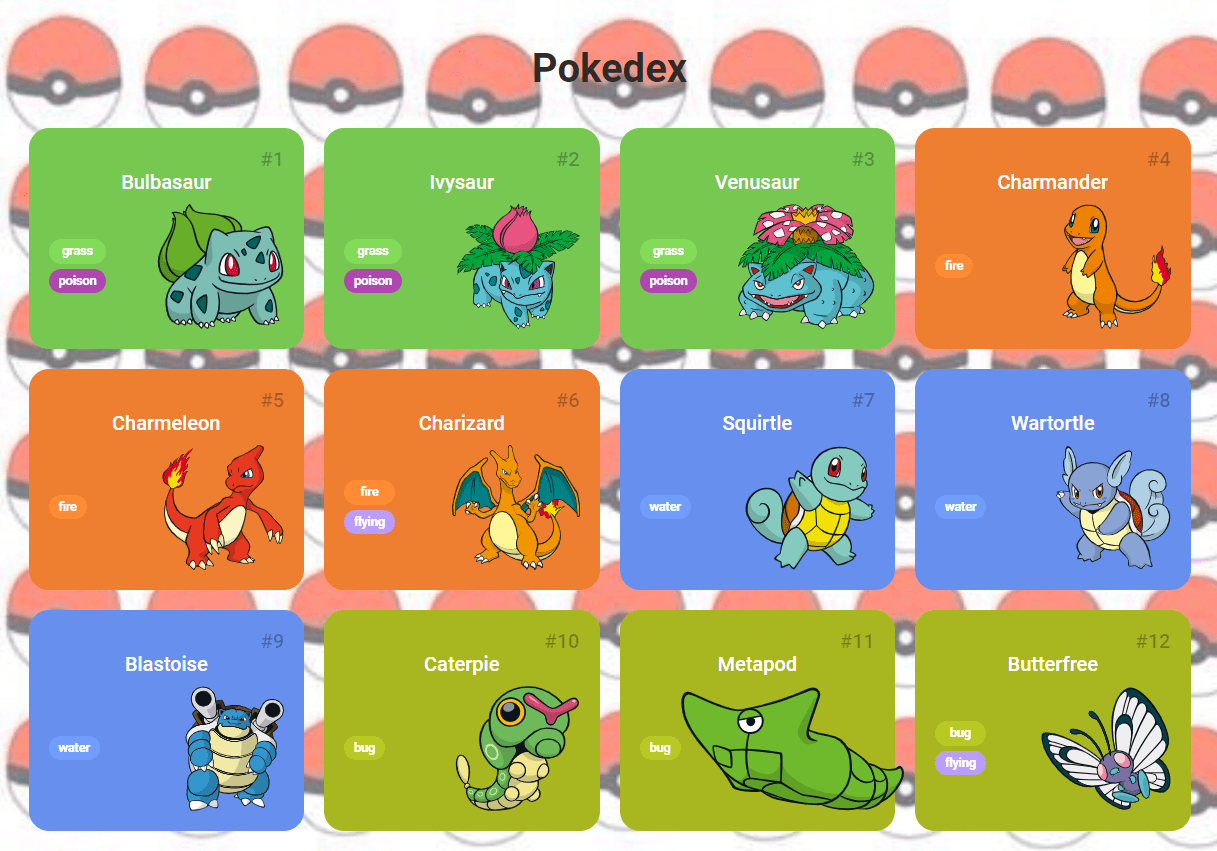 Pokedex
#1
Bulbasaur
grass
poison
#2
Ivysaur
grass
poison
#3
Venusaur
grass
poison
#4
Charmander
fire
#5
Charmeleon
fire
#6
Charizard
fire
flying
#7
Squirtle
water
#8
Wartortle
water
#9
Blastoise
water
#10
Caterpie
bug
#11
Metapod
bug
#12
Butterfree
bug
flying